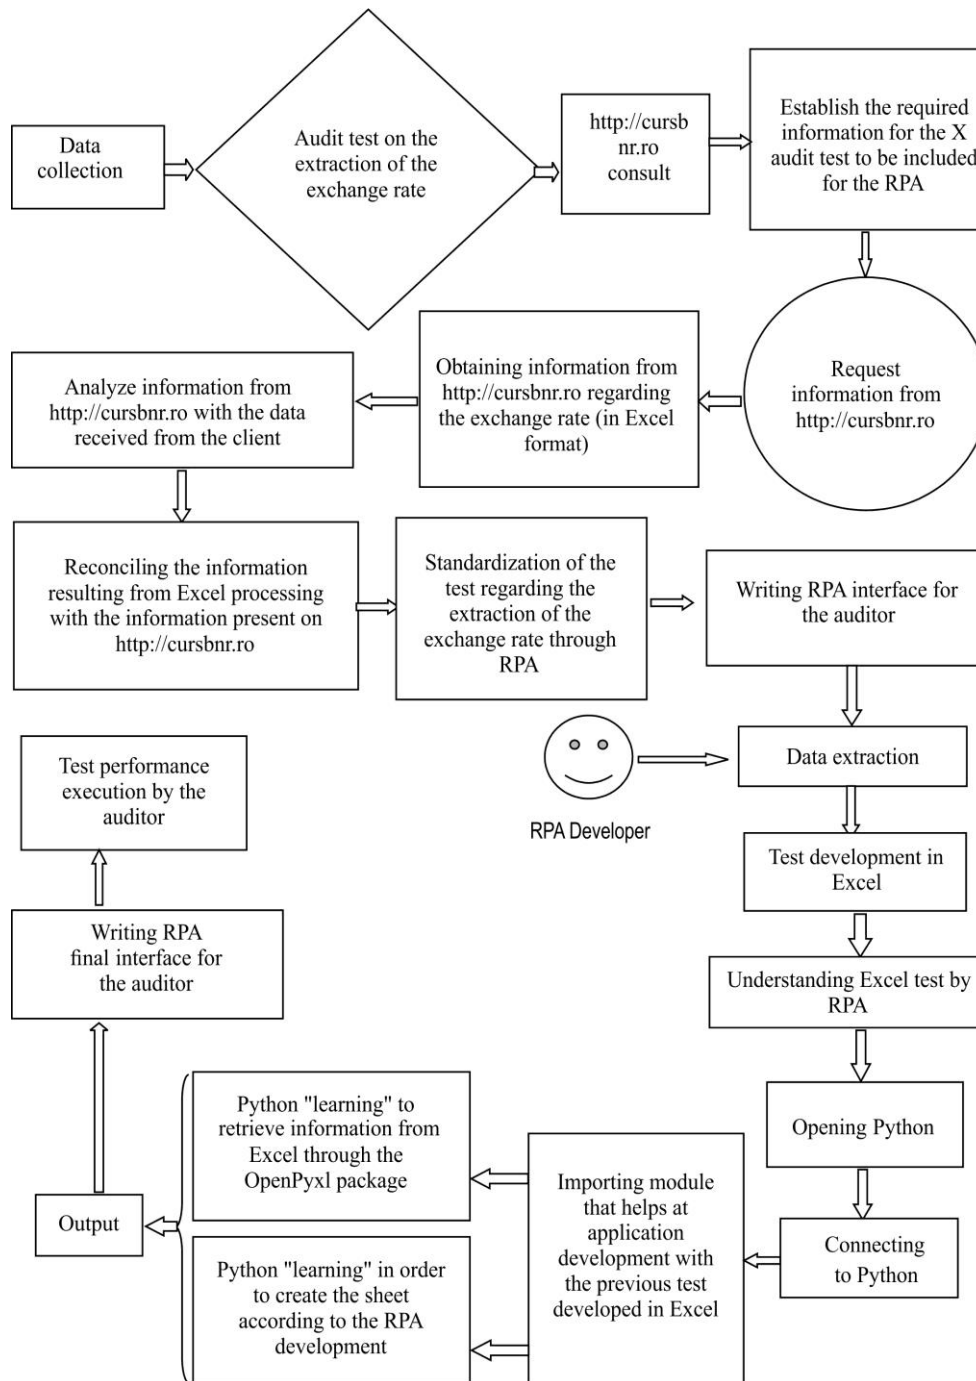 Data
collection
Audit test on the
extraction of the
exchange rate
http://cursb
nr.ro
consult
Establish the required
information for the X
audit test to be included
for the RPA
Request
information from
http://cursbnr.ro
Obtaining information from
http://cursbnr.ro regarding
the exchange rate (in Excel
format)
Analyze information from
http://cursbnr.ro with the data
received from the client
Reconciling the information
resulting from Excel processing
with the information present on
http://cursbnr.ro
Standardization of the
test regarding the
extraction of the
exchange rate through
RPA
Writing RPA interface for
the auditor
RPA Developer
Data extraction
Test development in
Excel
Understanding Excel test by
RPA
Opening Python
Connecting
to Python
Importing module
that helps at
application
development with
the previous test
developed in Excel
Python "learning" to
retrieve information from
Excel through the
OpenPyxl package
Python "learning" in order
to create the sheet
according to the RPA
development
Output
Writing RPA
final interface for
the auditor
Test performance
execution by the
auditor